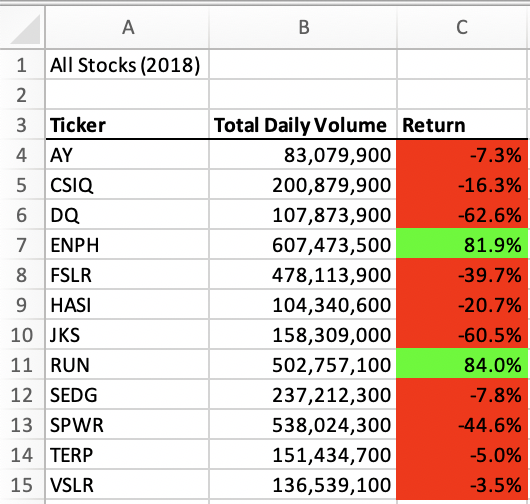 A B C
1 All Stocks (2018)
2
3 Ticker Total Daily Volume Return
4 AY 83,079,900 -7.3%
5 CSIQ 200,879,900 -16.3%
6 DQ 107,873,900 -62.6%
7 ENPH 607,473,500 81.9%
8 FSLR 478,113,900 -39.7%
9 HASI 104,340,600 -20.7%
10 JKS 158,309,000 -60.5%
11 RUN 502,757,100 84.0%
12 SEDG 237,212,300 -7.8%
13 SPWR 538,024,300 -44.6%
14 TERP 151,434,700 -5.0%
15 VSLR 136,539,100 -3.5%